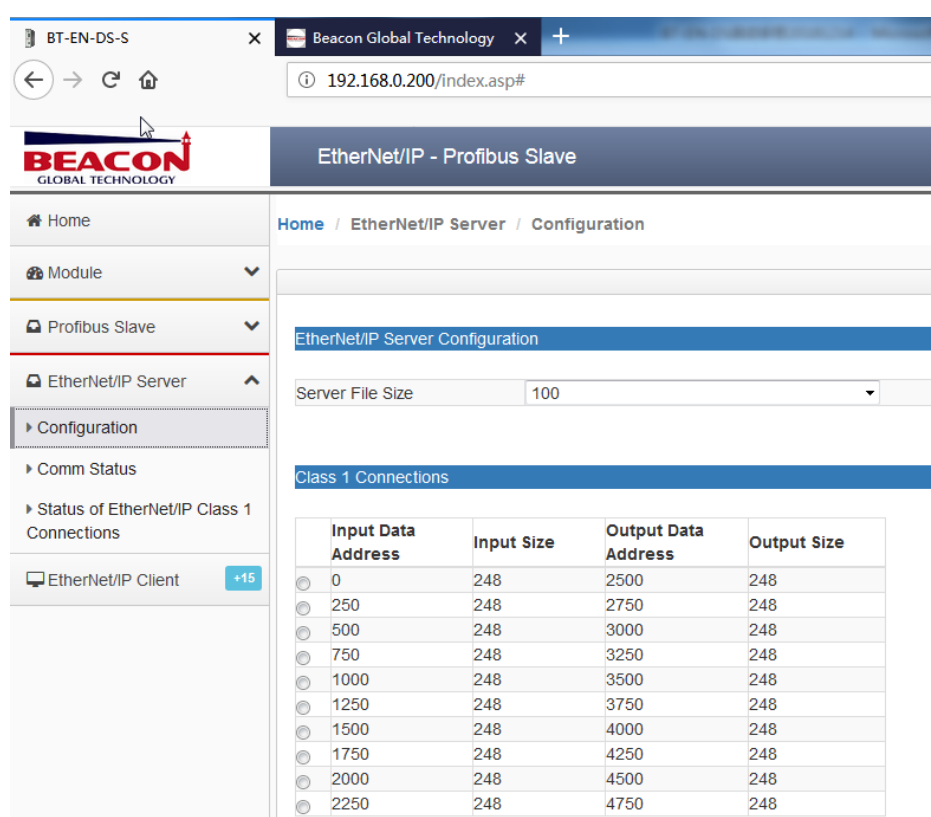 BT-EN-DS-S
Beacon Global Technology
192.168.0.200/index.asp#
BEACON
GLOBAL TECHNOLOGY
EtherNet/IP - Profibus Slave
Home
Module
Profibus Slave
EtherNet/IP Server
Configuration
Comm Status
Status of EtherNet/IP Class 1
Connections
EtherNet/IP Client +15
Home / EtherNet/IP Server / Configuration
EtherNet/IP Server Configuration
Server File Size 100
Class 1 Connections
Input Data Address Input Size Output Data Address Output Size
0 248 2500 248
250 248 2750 248
500 248 3000 248
750 248 3250 248
1000 248 3500 248
1250 248 3750 248
1500 248 4000 248
1750 248 4250 248
2000 248 4500 248
2250 248 4750 248